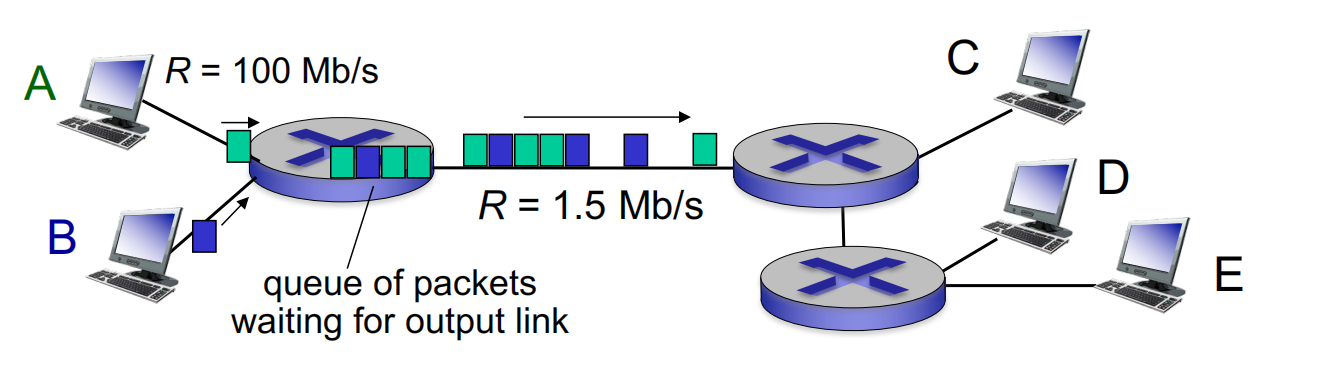 A
R = 100 Mb/s
C
B
R = 1.5 Mb/s
D
E
queue of packets
waiting for output link